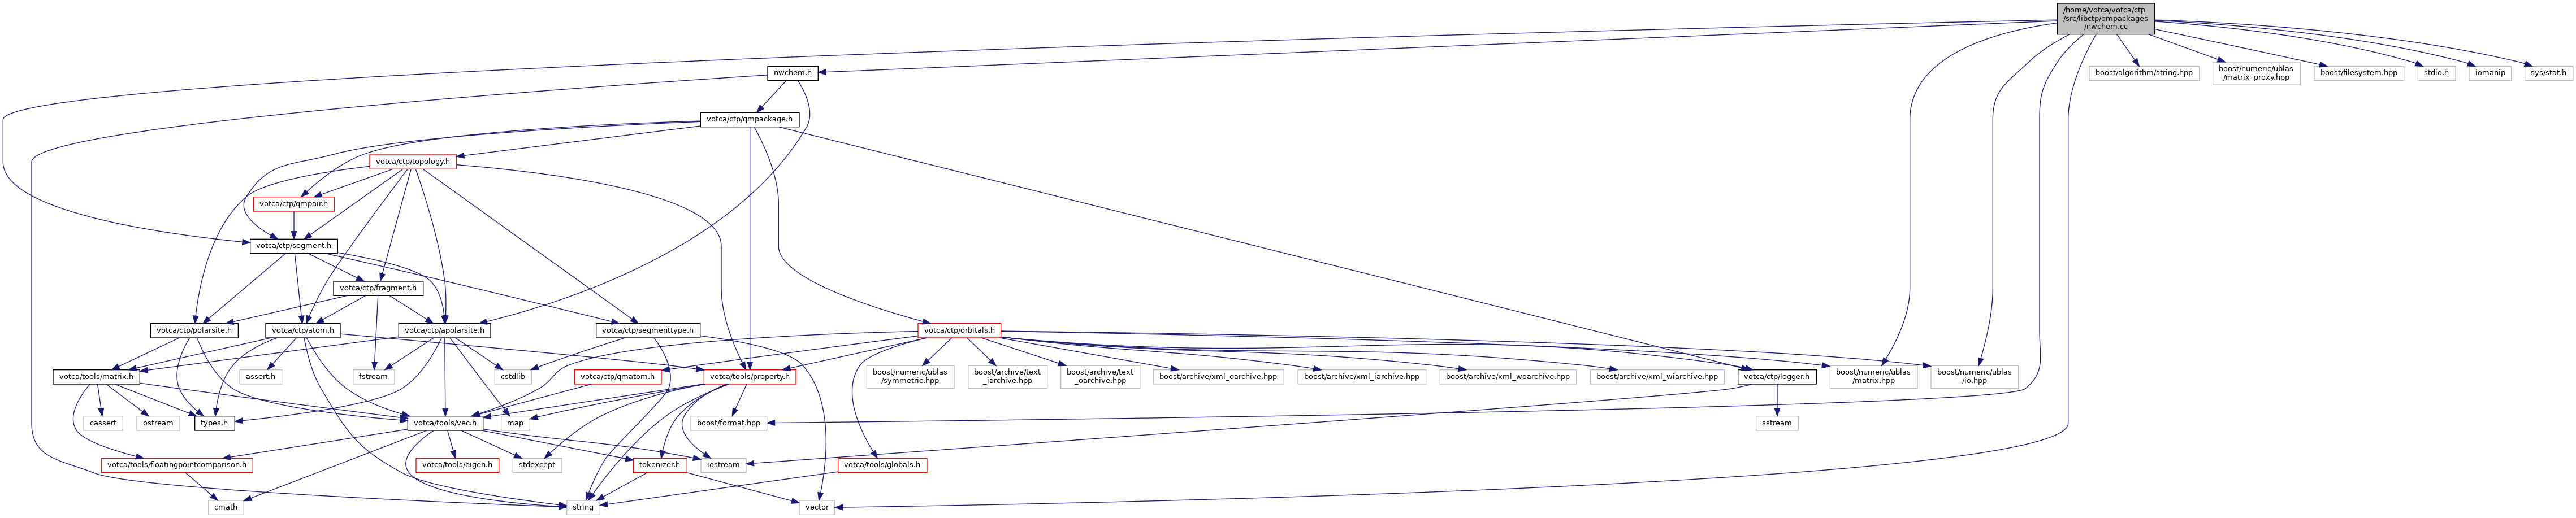 /home/votca/votca/ctp
/src/libctp/qmpackages
/nwchem.cc
nwchem.h
boost/algorithm/string.hpp
boost/numeric/ublas
/matrix_proxy.hpp
boost/filesystem.hpp
stdio.h
iomanip
sys/stat.h
votca/ctp/qmpackage.h
votca/ctp/topology.h
votca/ctp/qmpair.h
votca/ctp/segment.h
votca/ctp/fragment.h
votca/ctp/polarsite.h
votca/ctp/atom.h
votca/ctp/apolarsite.h
votca/ctp/segmenttype.h
votca/ctp/orbitals.h
votca/tools/matrix.h
assert.h
fstream
cstdlib
votca/ctp/qmatom.h
votca/tools/property.h
boost/numeric/ublas
/symmetric.hpp
boost/archive/text
_iarchive.hpp
boost/archive/text
_oarchive.hpp
boost/archive/xml_oarchive.hpp
boost/archive/xml_iarchive.hpp
boost/archive/xml_woarchive.hpp
boost/archive/xml_wiarchive.hpp
votca/ctp/logger.h
boost/numeric/ublas
/matrix.hpp
boost/numeric/ublas
/io.hpp
cassert
ostream
types.h
votca/tools/vec.h
map
boost/format.hpp
sstream
votca/tools/floatingpointcomparison.h
votca/tools/eigen.h
stdexcept
tokenizer.h
iostream
votca/tools/globals.h
cmath
string
vector